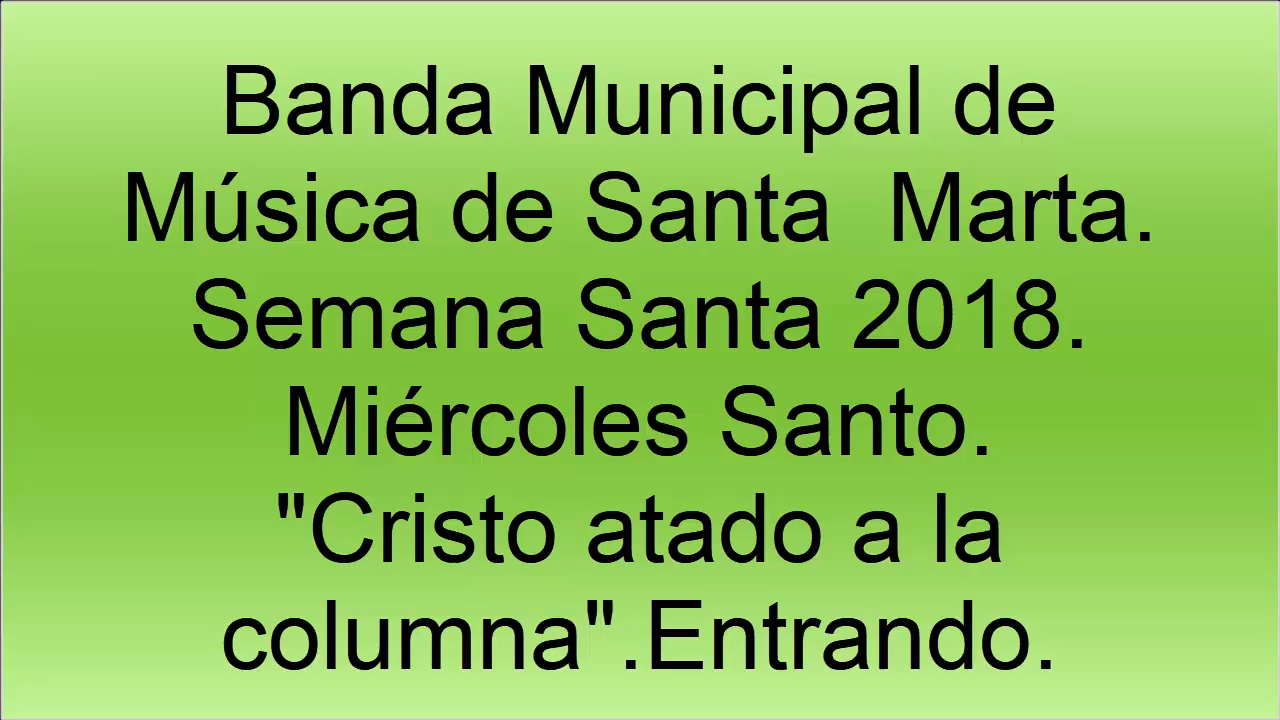 Banda Municipal de
Música de Santa  Marta.
Semana Santa 2018.
Miércoles Santo.
"Cristo atado a la
columna".Entrando.